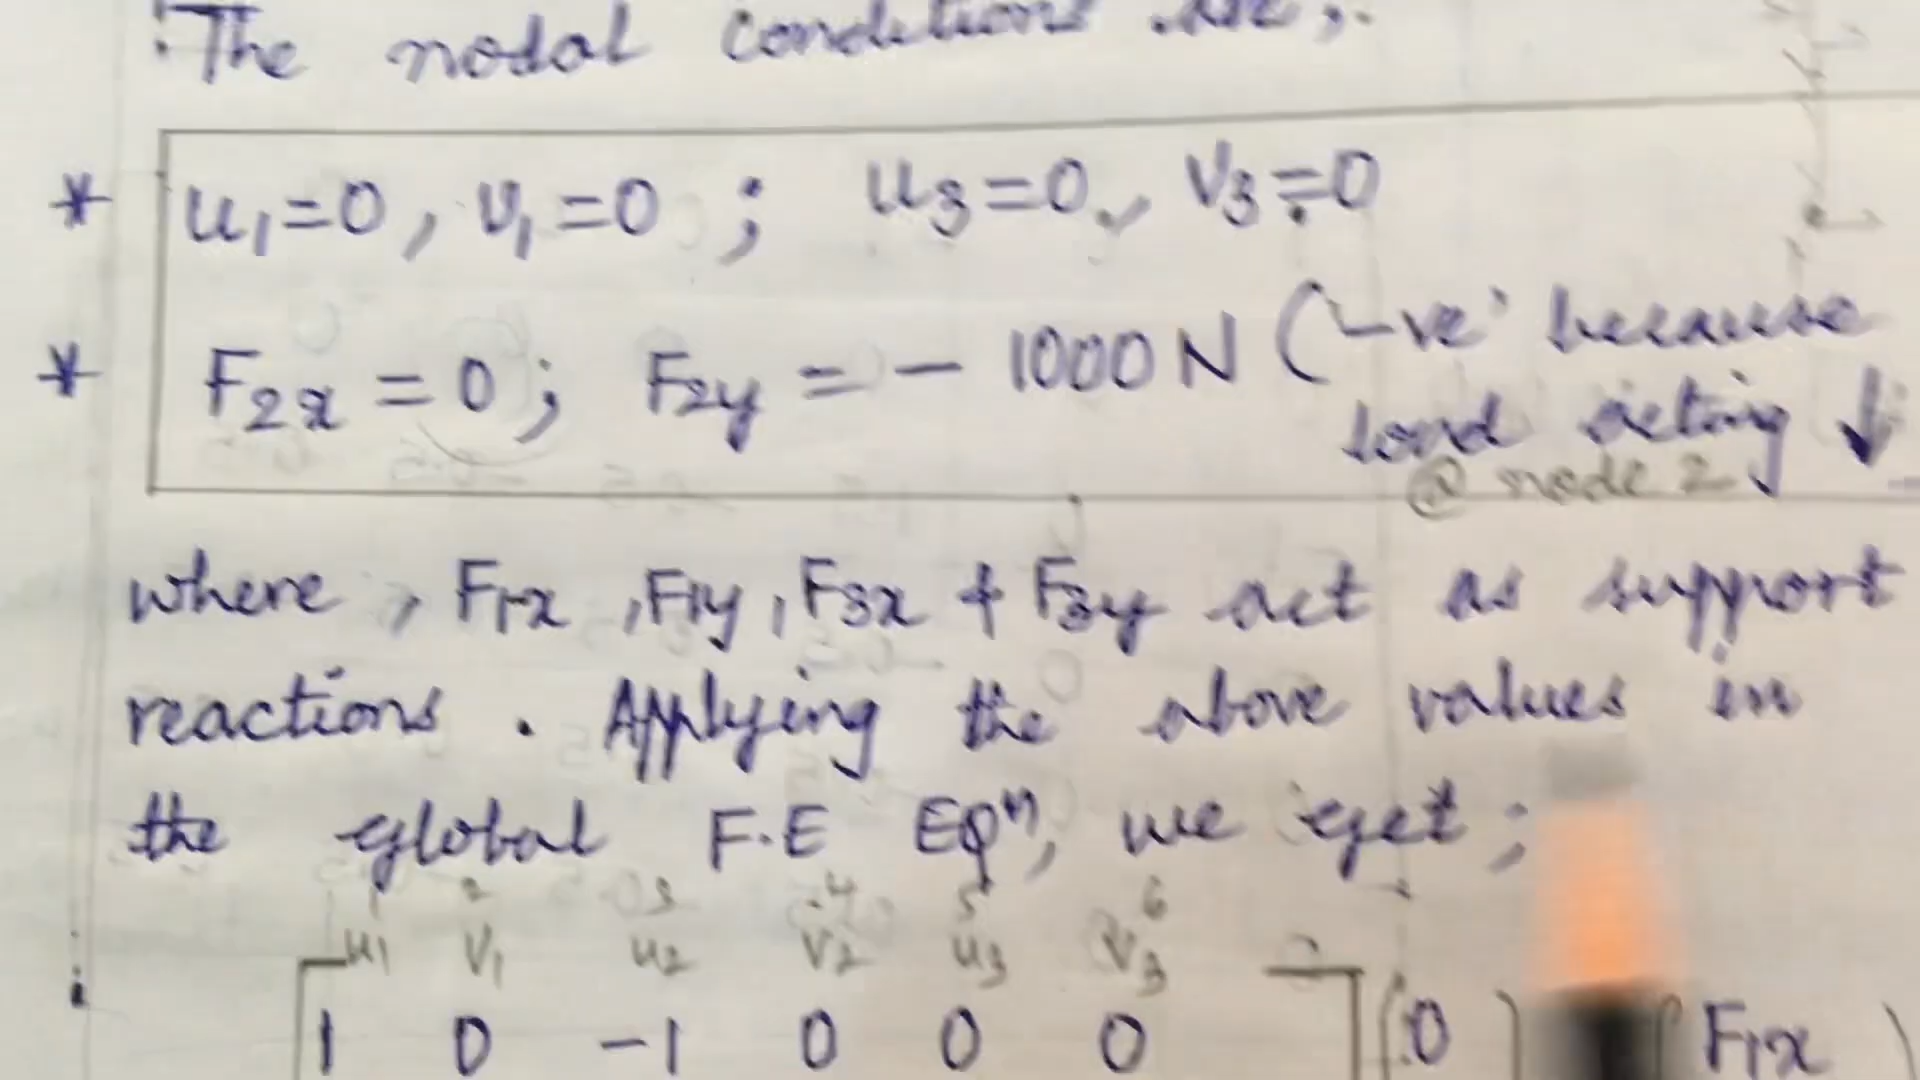 The nodal conditions are,
* u1=0, v1=0 ; u3=0, v3=0
* F2x = 0; F2y = - 1000 N ('-ve' because
load acting ↓
@ node 2
where, F1x, F1y, F3x & F3y act as support
reactions. Applying the above values in
the global F.E Eqⁿ, we get;
1 2 3 4 5 6
u1 v1 u2 v2 u3 v3
1 0 -1 0 0 0 0 F1x